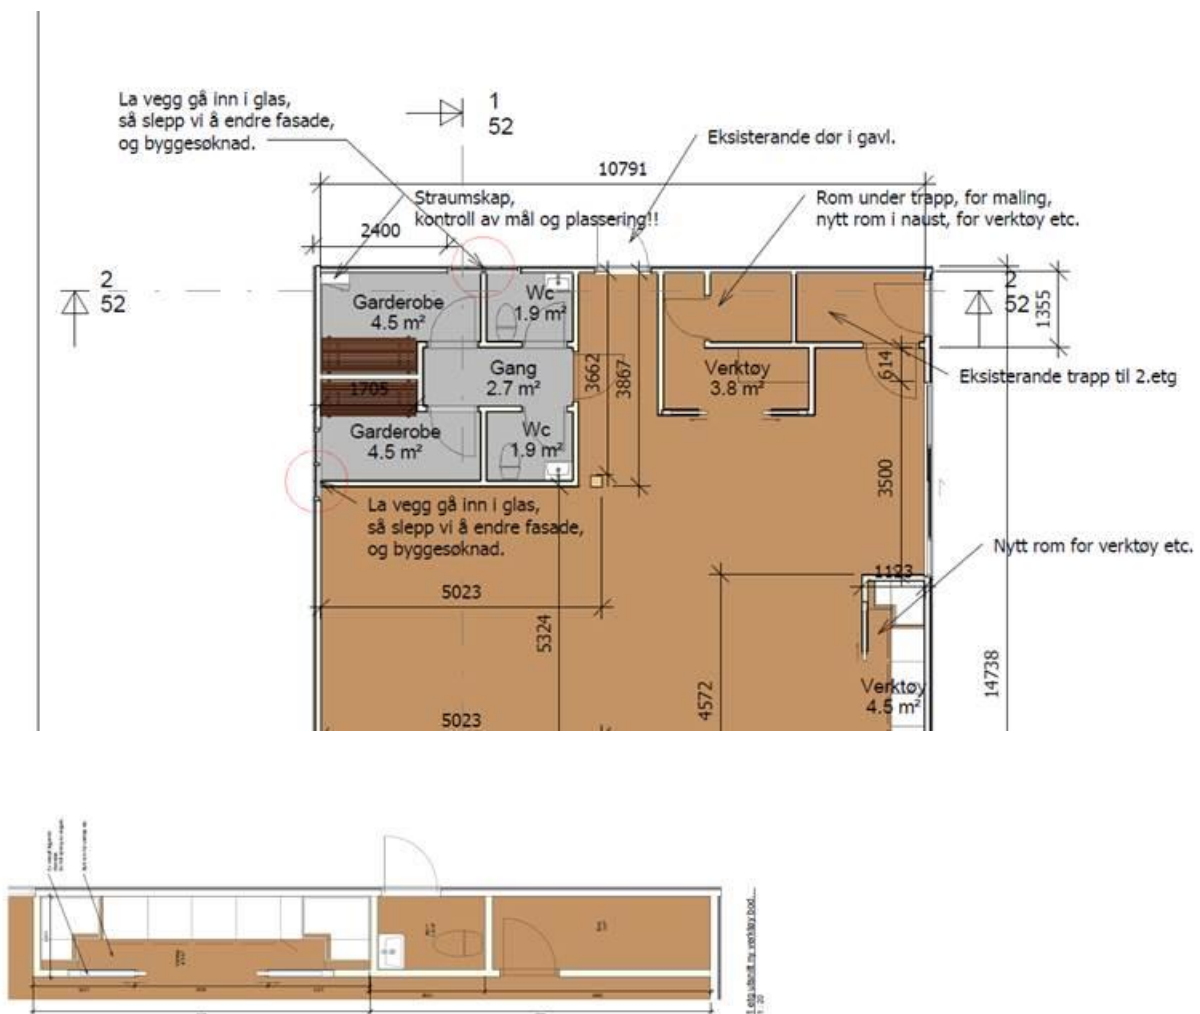 La vegg gå inn i glas,
så slepp vi å endre fasade,
og byggesøknad.
1
52
Eksisterande dør i gavl.
10791
Straumskap,
kontroll av mål og plassering!!
Rom under trapp, for maling,
nytt rom i naust, for verktøy etc.
2400
2
52
2
52
Garderobe
4.5 m²
Wc
1.9 m²
1355
Gang
2.7 m²
3662
3867
Verktøy
3.8 m²
614
Eksisterande trapp til 2.etg
1705
Garderobe
4.5 m²
Wc
1.9 m²
3500
La vegg gå inn i glas,
så slepp vi å endre fasade,
og byggesøknad.
Nytt rom for verktøy etc.
1123
5023
5324
4572
14738
Verktøy
4.5 m²
5023